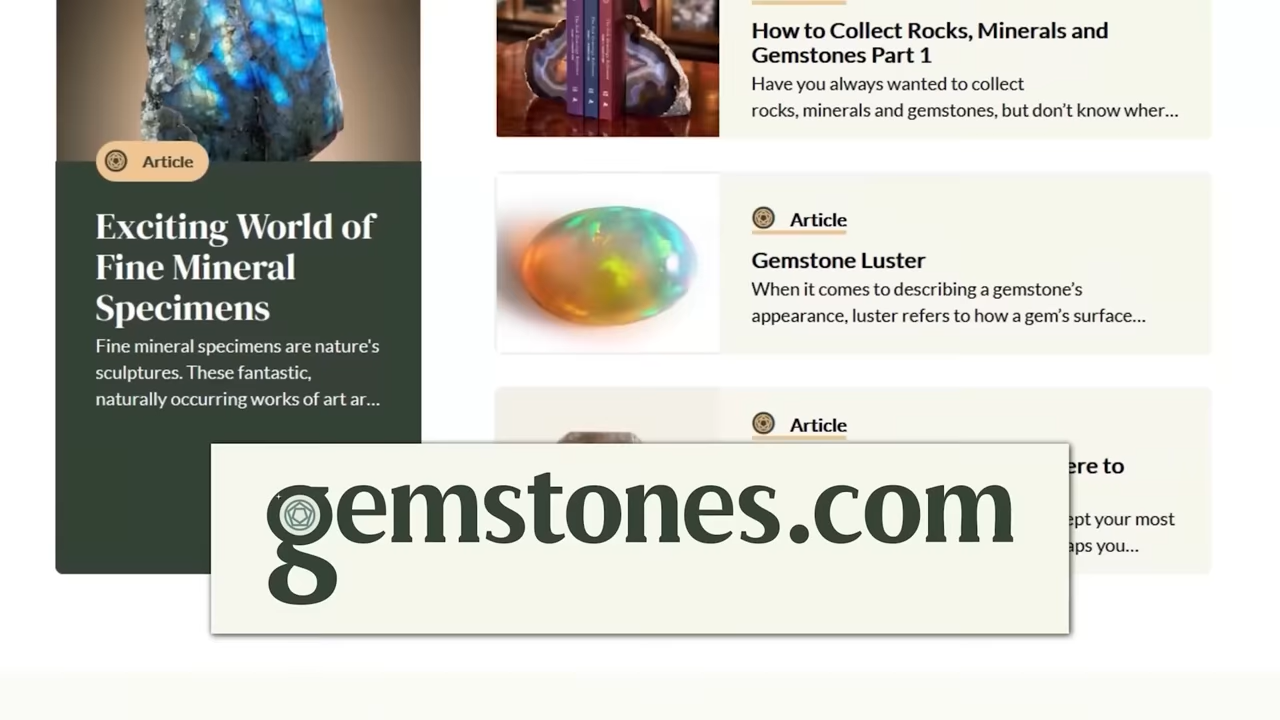 Article
Exciting World of
Fine Mineral
Specimens
Fine mineral specimens are nature's
sculptures. These fantastic,
naturally occurring works of art ar...
How to Collect Rocks, Minerals and
Gemstones Part 1
Have you always wanted to collect
rocks, minerals and gemstones, but don’t know wher...
Article
Gemstone Luster
When it comes to describing a gemstone’s
appearance, luster refers to how a gem’s surface...
Article
ere to
ept your most
aps you...
gemstones.com